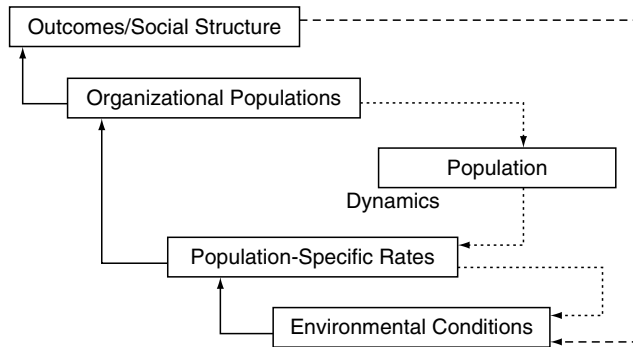 Outcomes/Social Structure
Organizational Populations
Population
Dynamics
Population-Specific Rates
Environmental Conditions